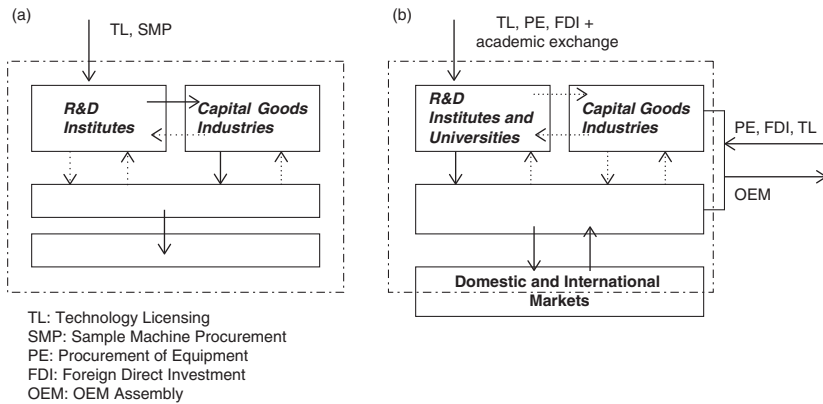 (a)
TL, SMP
R&D
Institutes
Capital Goods
Industries
(b)
TL, PE, FDI +
academic exchange
R&D
Institutes and
Universities
Capital Goods
Industries
PE, FDI, TL
OEM
Domestic and International
Markets
TL: Technology Licensing
SMP: Sample Machine Procurement
PE: Procurement of Equipment
FDI: Foreign Direct Investment
OEM: OEM Assembly